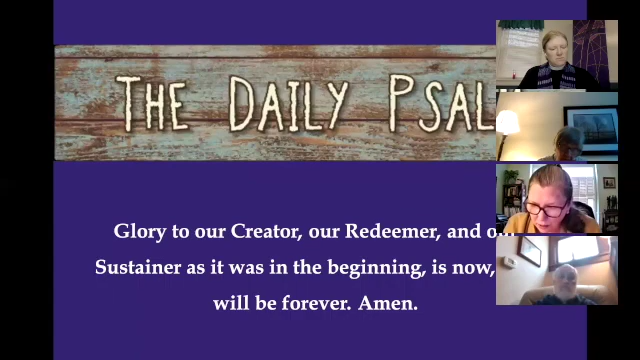 THE DAILY PSAL
Glory to our Creator, our Redeemer, and ou
Sustainer as it was in the beginning, is now,
will be forever. Amen.